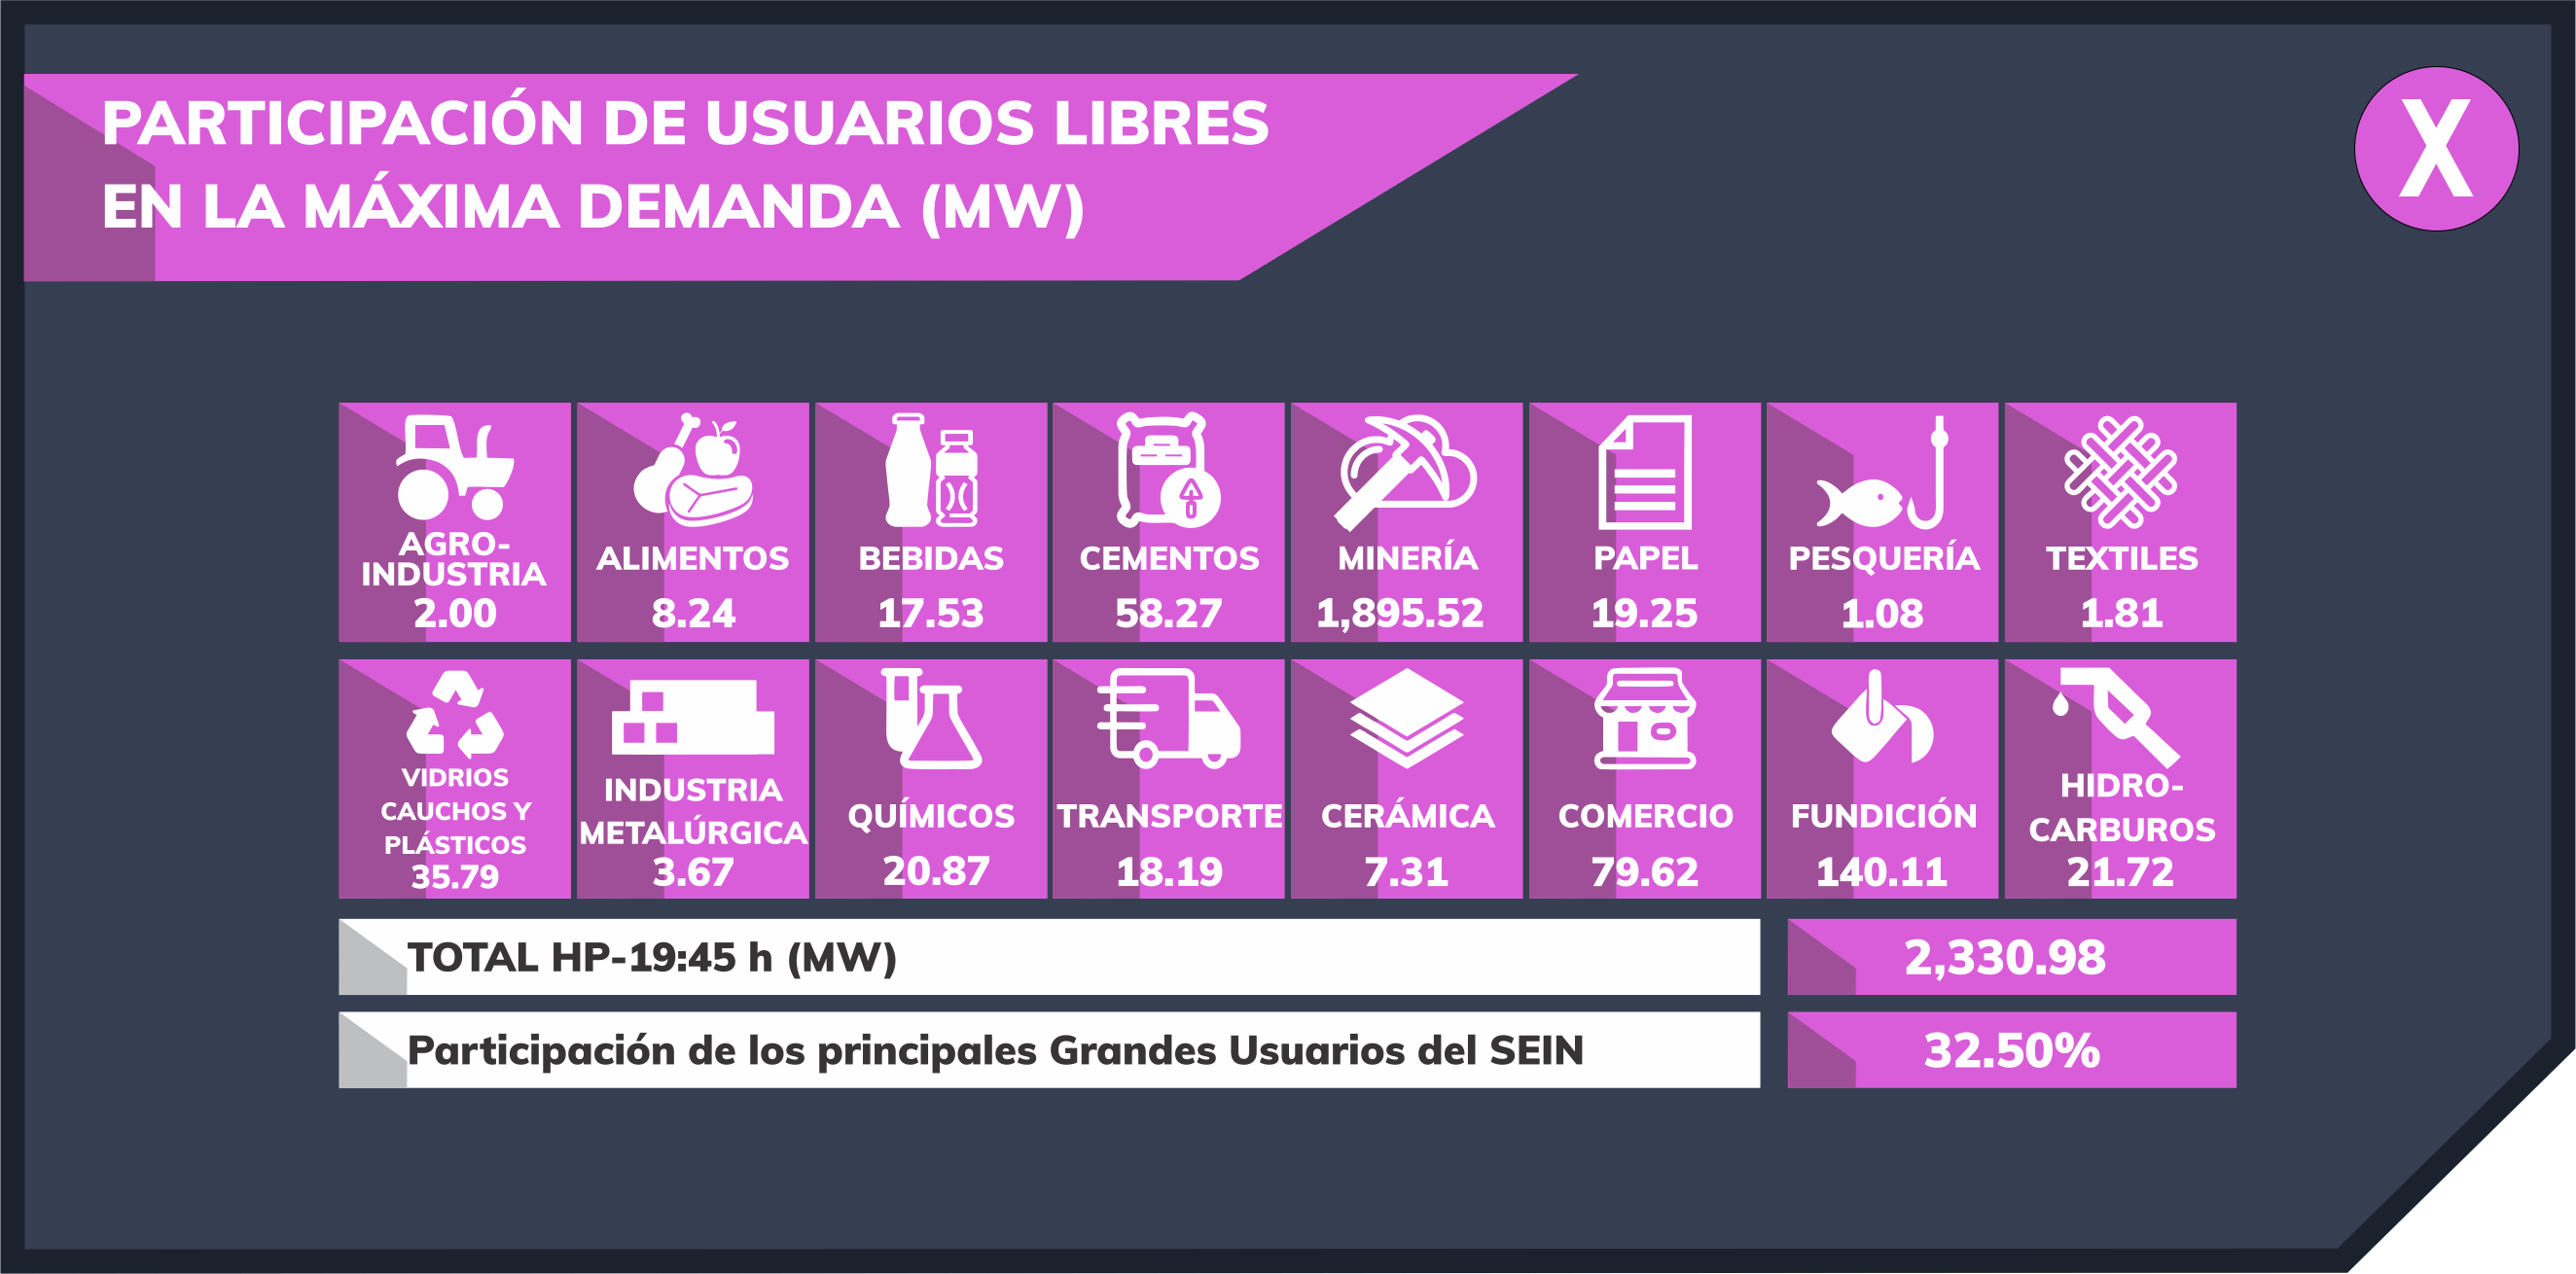 PARTICIPACIÓN DE USUARIOS LIBRES
EN LA MÁXIMA DEMANDA (MW)
X
AGRO-
INDUSTRIA
2.00
ALIMENTOS
8.24
BEBIDAS
17.53
CEMENTOS
58.27
MINERÍA
1,895.52
PAPEL
19.25
PESQUERÍA
1.08
TEXTILES
1.81
VIDRIOS
CAUCHOS Y
PLÁSTICOS
35.79
INDUSTRIA
METALÚRGICA
3.67
QUÍMICOS
20.87
TRANSPORTE
18.19
CERÁMICA
7.31
COMERCIO
79.62
FUNDICIÓN
140.11
HIDRO-
CARBUROS
21.72
TOTAL HP-19:45 h (MW)
2,330.98
Participación de los principales Grandes Usuarios del SEIN
32.50%